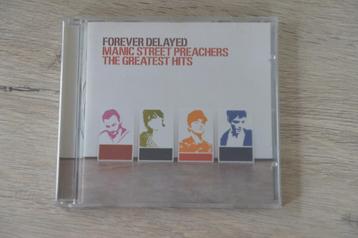 FOREVER DELAYED
MANIC STREET PREACHERS
THE GREATEST HITS